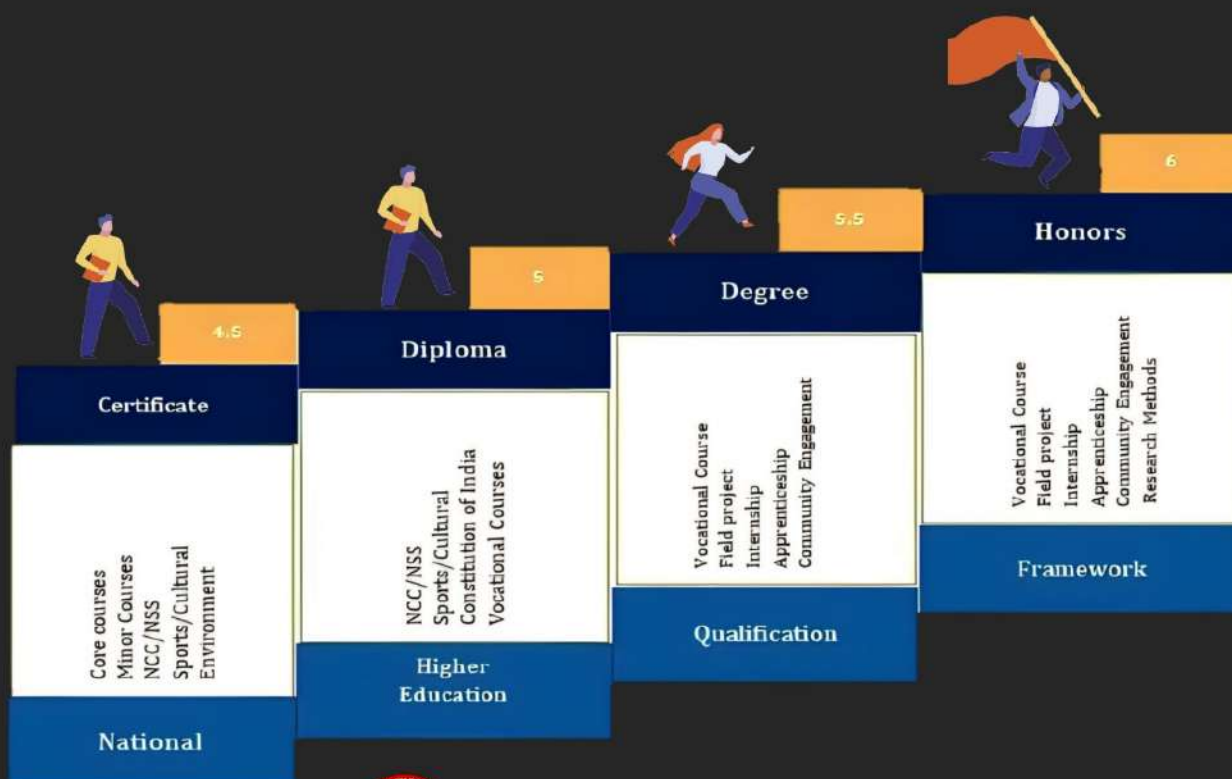 4.5
Certificate
Core courses
Minor Courses
NCC/NSS
Sports/Cultural
Environment
National
5
Diploma
NCC/NSS
Sports/Cultural
Constitution of India
Vocational Courses
Higher
Education
5.5
Degree
Vocational Course
Field project
Internship
Apprenticeship
Community Engagement
Qualification
6
Honors
Vocational Course
Field project
Internship
Apprenticeship
Community Engagement
Research Methods
Framework